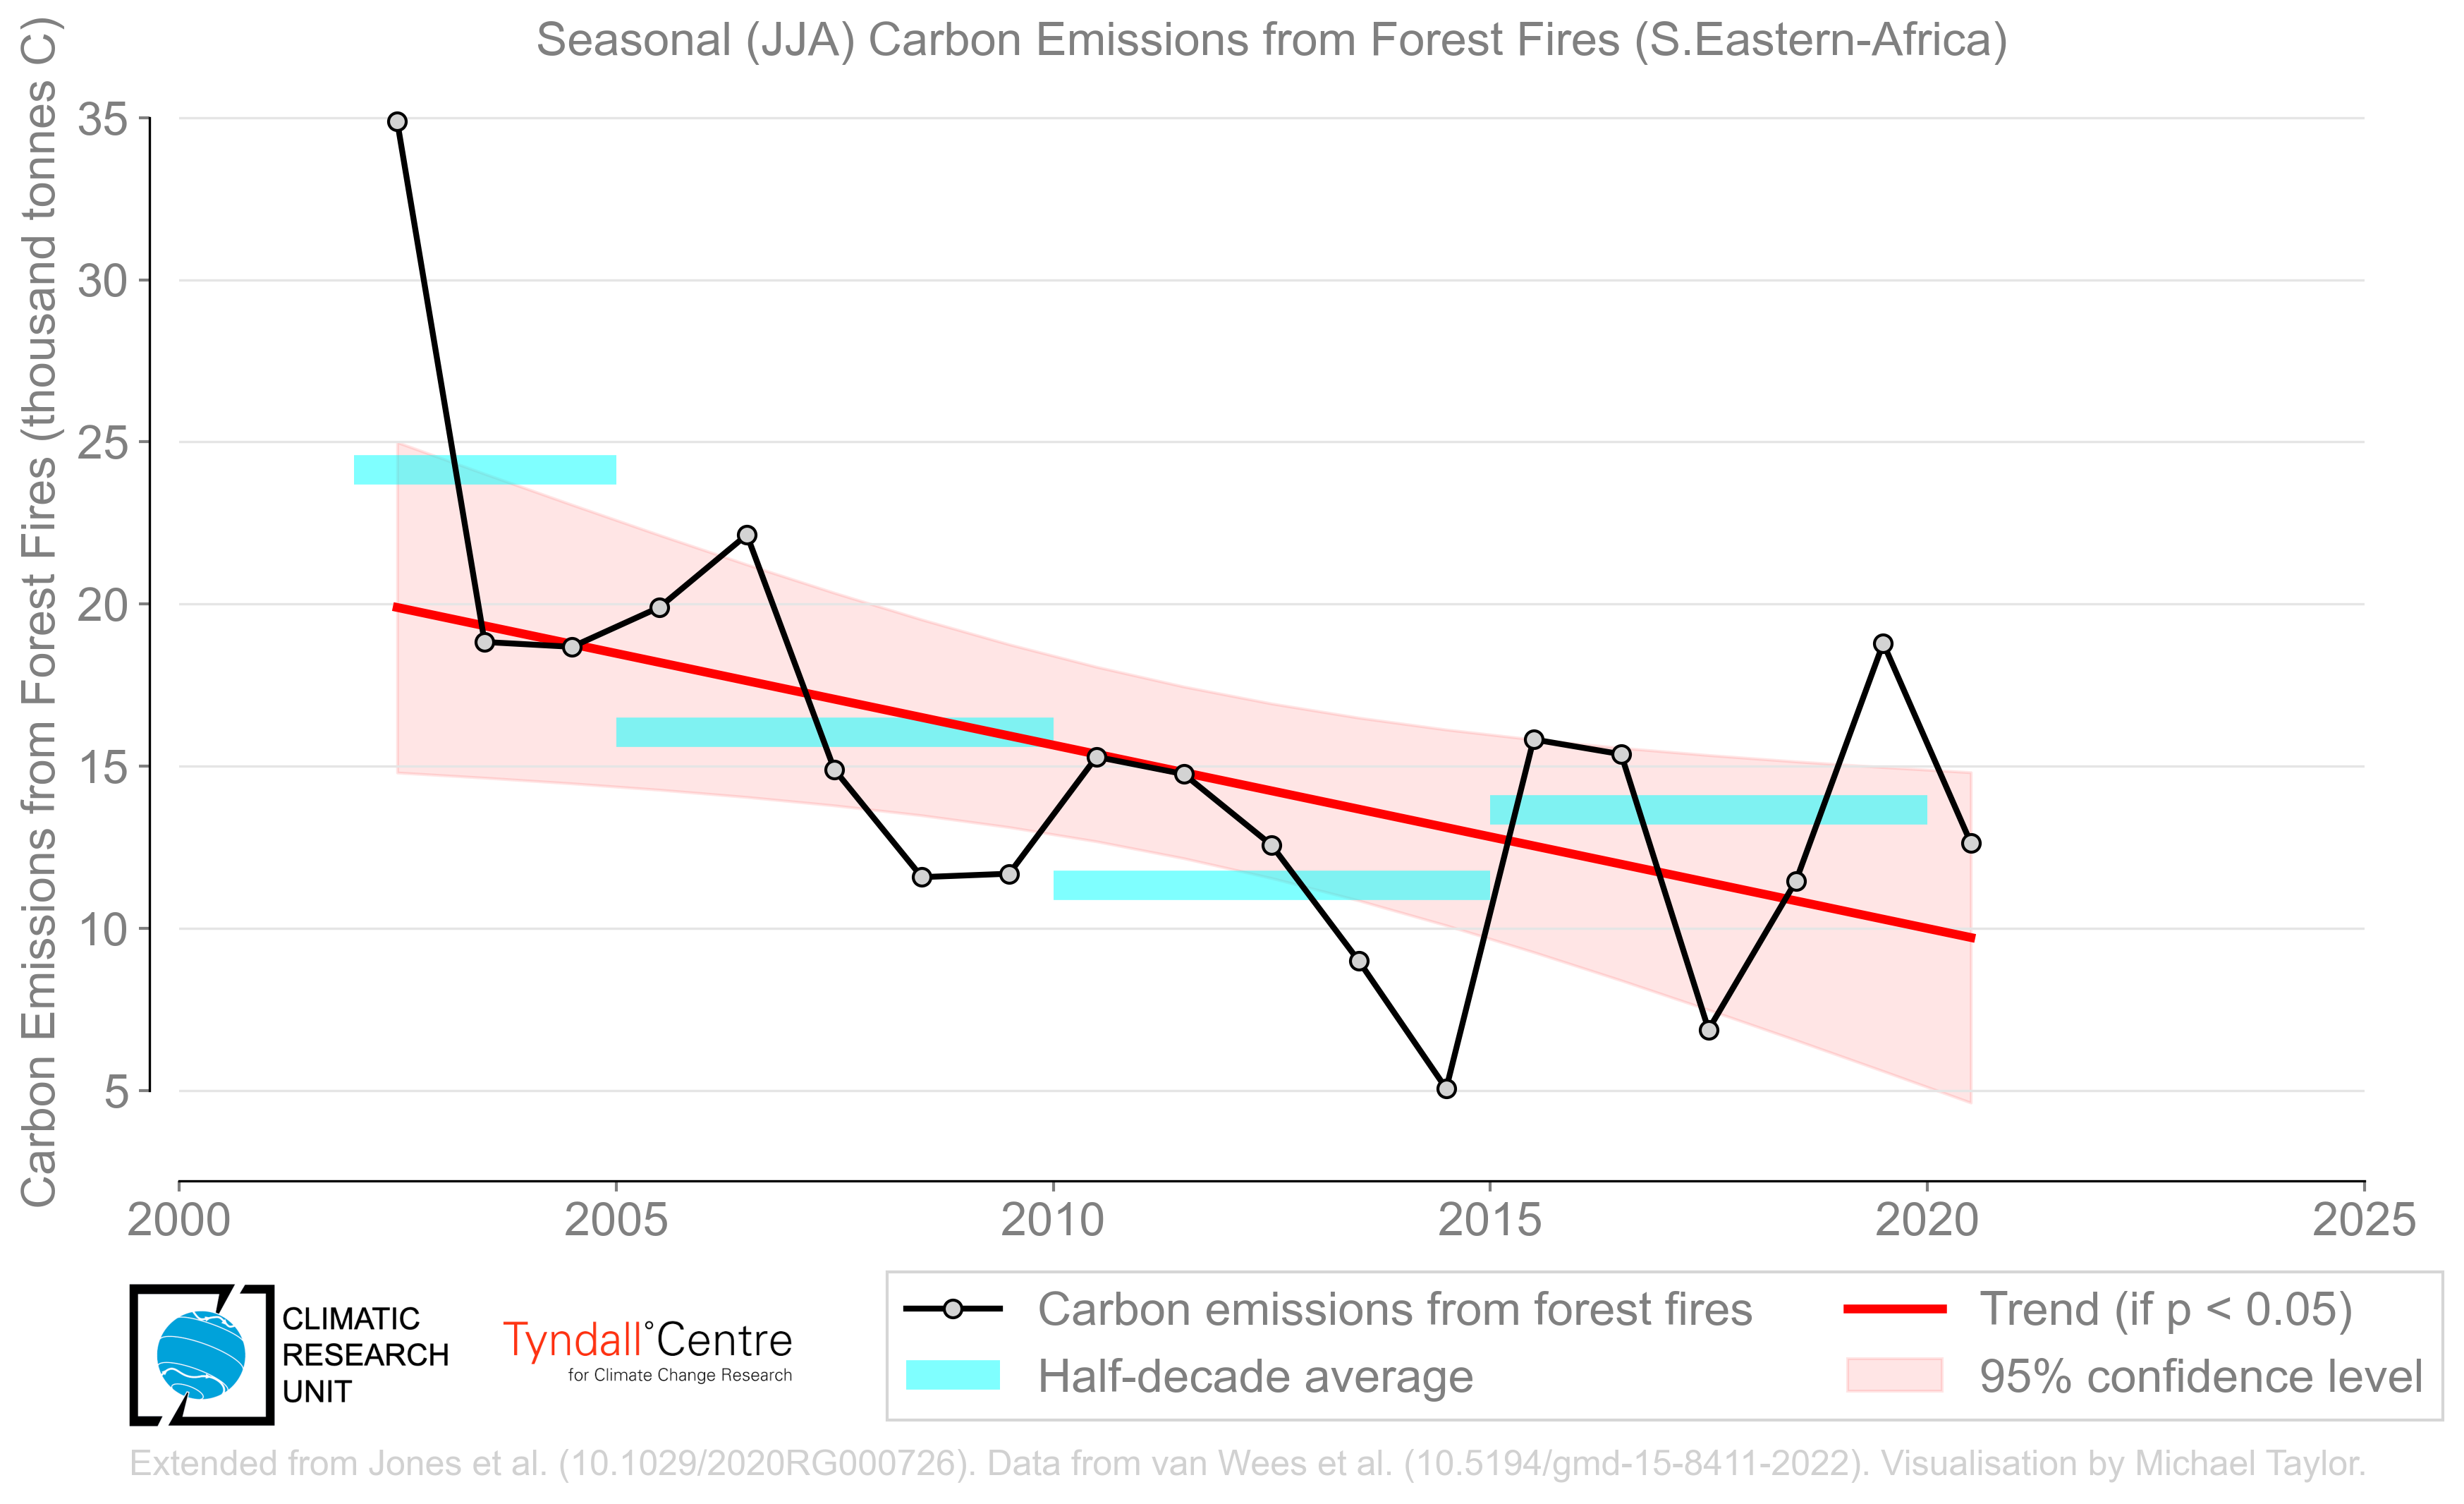 Seasonal (JJA) Carbon Emissions from Forest Fires (S.Eastern-Africa)
Carbon Emissions from Forest Fires (thousand tonnes C)
35
30
25
20
15
10
5
2000 2005 2010 2015 2020 2025
Carbon emissions from forest fires
Trend (if p < 0.05)
Half-decade average
95% confidence level
CLIMATIC
RESEARCH
UNIT
Tyndall°Centre
for Climate Change Research
Extended from Jones et al. (10.1029/2020RG000726). Data from van Wees et al. (10.5194/gmd-15-8411-2022). Visualisation by Michael Taylor.